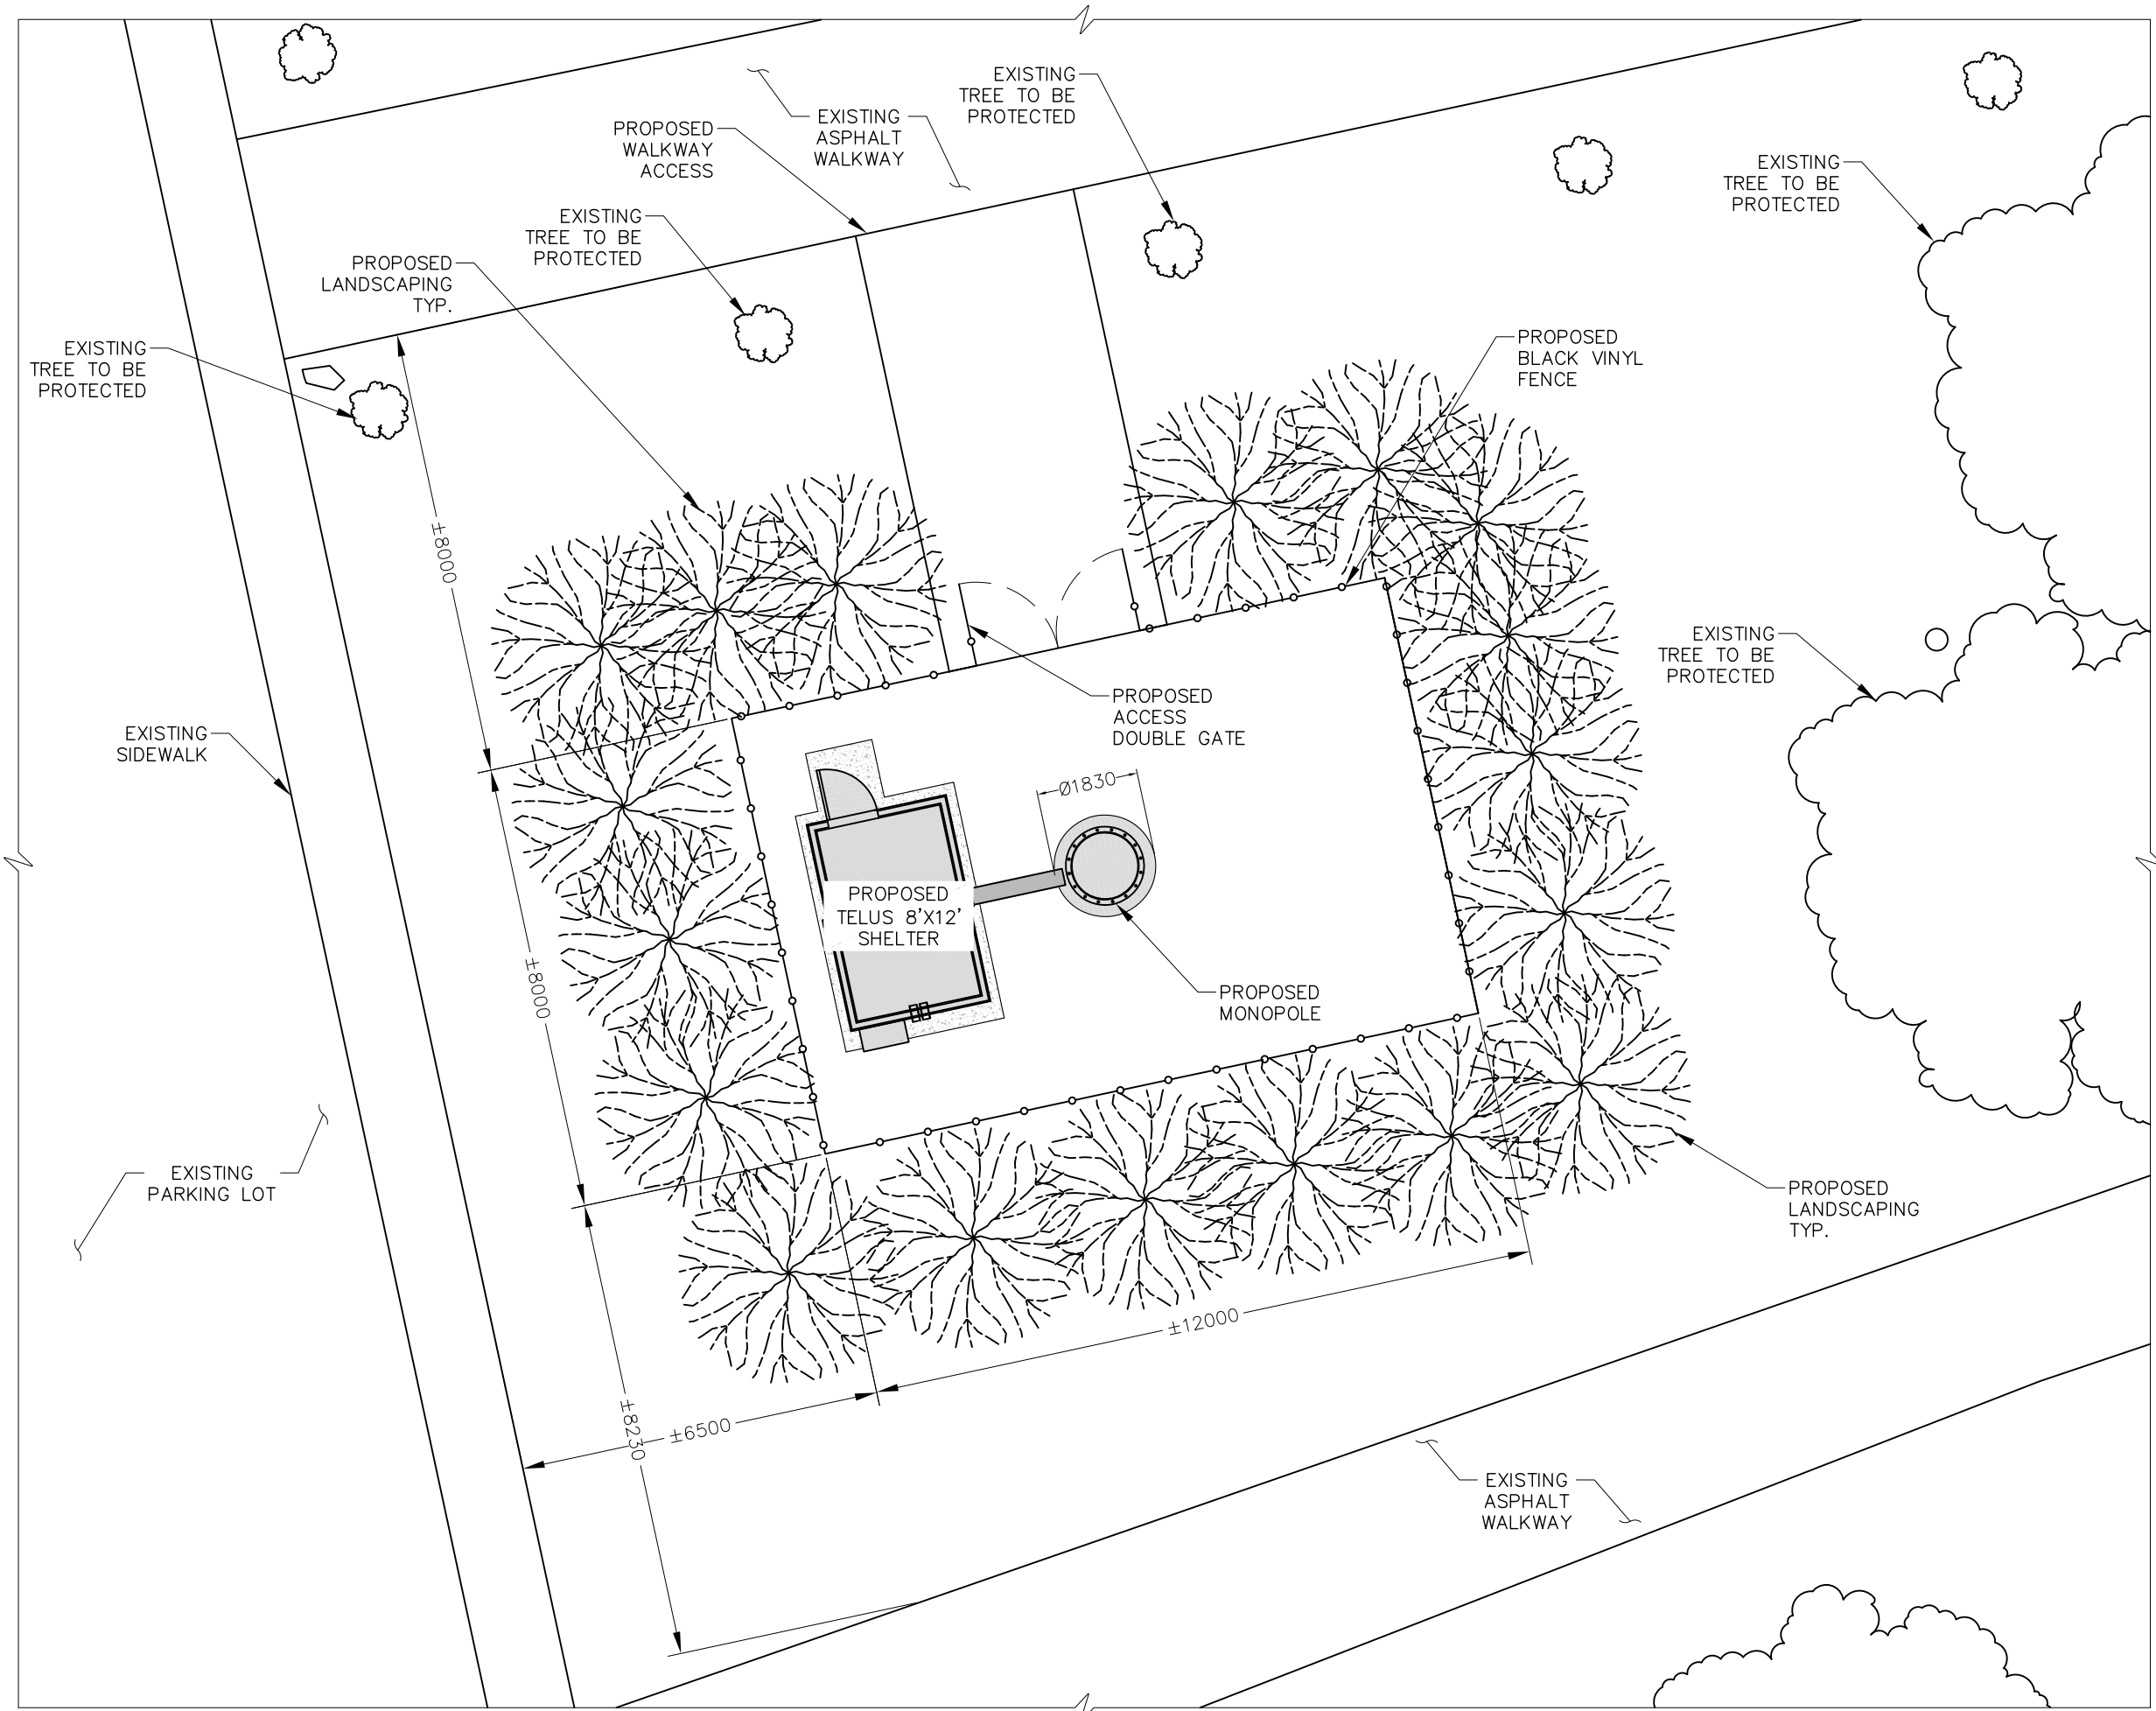 EXISTING
TREE TO BE
PROTECTED
EXISTING
ASPHALT
WALKWAY
PROPOSED
WALKWAY
ACCESS
EXISTING
TREE TO BE
PROTECTED
EXISTING
TREE TO BE
PROTECTED
PROPOSED
LANDSCAPING
TYP.
EXISTING
TREE TO BE
PROTECTED
PROPOSED
BLACK VINYL
FENCE
±8000
EXISTING
TREE TO BE
PROTECTED
PROPOSED
ACCESS
DOUBLE GATE
EXISTING
SIDEWALK
Ø1830
PROPOSED
TELUS 8'X12'
SHELTER
±8000
PROPOSED
MONOPOLE
EXISTING
PARKING LOT
PROPOSED
LANDSCAPING
TYP.
±12000
±6500
±8230
EXISTING
ASPHALT
WALKWAY